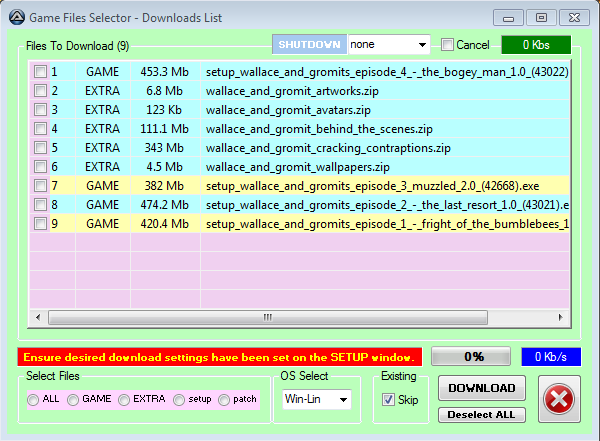 Game Files Selector - Downloads List
Files To Download (9) SHUTDOWN none Cancel 0 Kbs
1 GAME 453.3 Mb setup_wallace_and_gromits_episode_4_-_the_bogey_man_1.0_(43022)
2 EXTRA 6.8 Mb wallace_and_gromit_artworks.zip
3 EXTRA 123 Kb wallace_and_gromit_avatars.zip
4 EXTRA 111.1 Mb wallace_and_gromit_behind_the_scenes.zip
5 EXTRA 343 Mb wallace_and_gromit_cracking_contraptions.zip
6 EXTRA 4.5 Mb wallace_and_gromit_wallpapers.zip
7 GAME 382 Mb setup_wallace_and_gromits_episode_3_muzzled_2.0_(42668).exe
8 GAME 474.2 Mb setup_wallace_and_gromits_episode_2_-_the_last_resort_1.0_(43021).e
9 GAME 420.4 Mb setup_wallace_and_gromits_episode_1_-_fright_of_the_bumblebees_1
Ensure desired download settings have been set on the SETUP window. 0% 0 Kb/s
Select Files OS Select Existing
ALL GAME EXTRA setup patch Win-Lin Skip DOWNLOAD
Deselect ALL